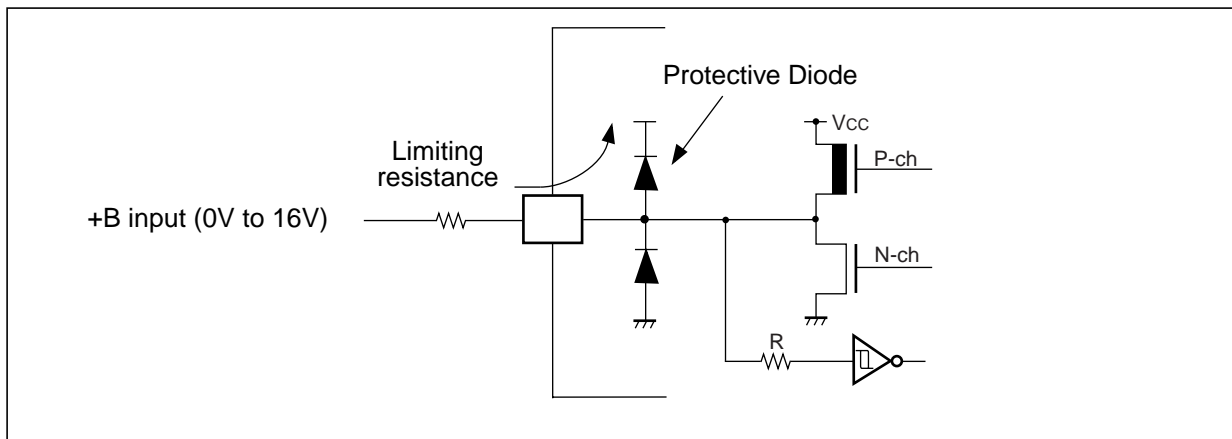 Protective Diode
VCC
Limiting
resistance
P-ch
+B input (0V to 16V)
N-ch
R